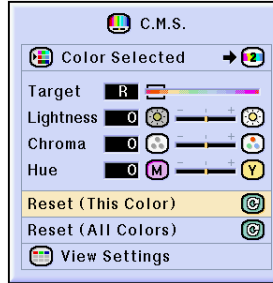 C.M.S.
Color Selected 2
Target R
Lightness 0 - +
Chroma 0 - +
Hue 0 M - + Y
Reset (This Color)
Reset (All Colors)
View Settings